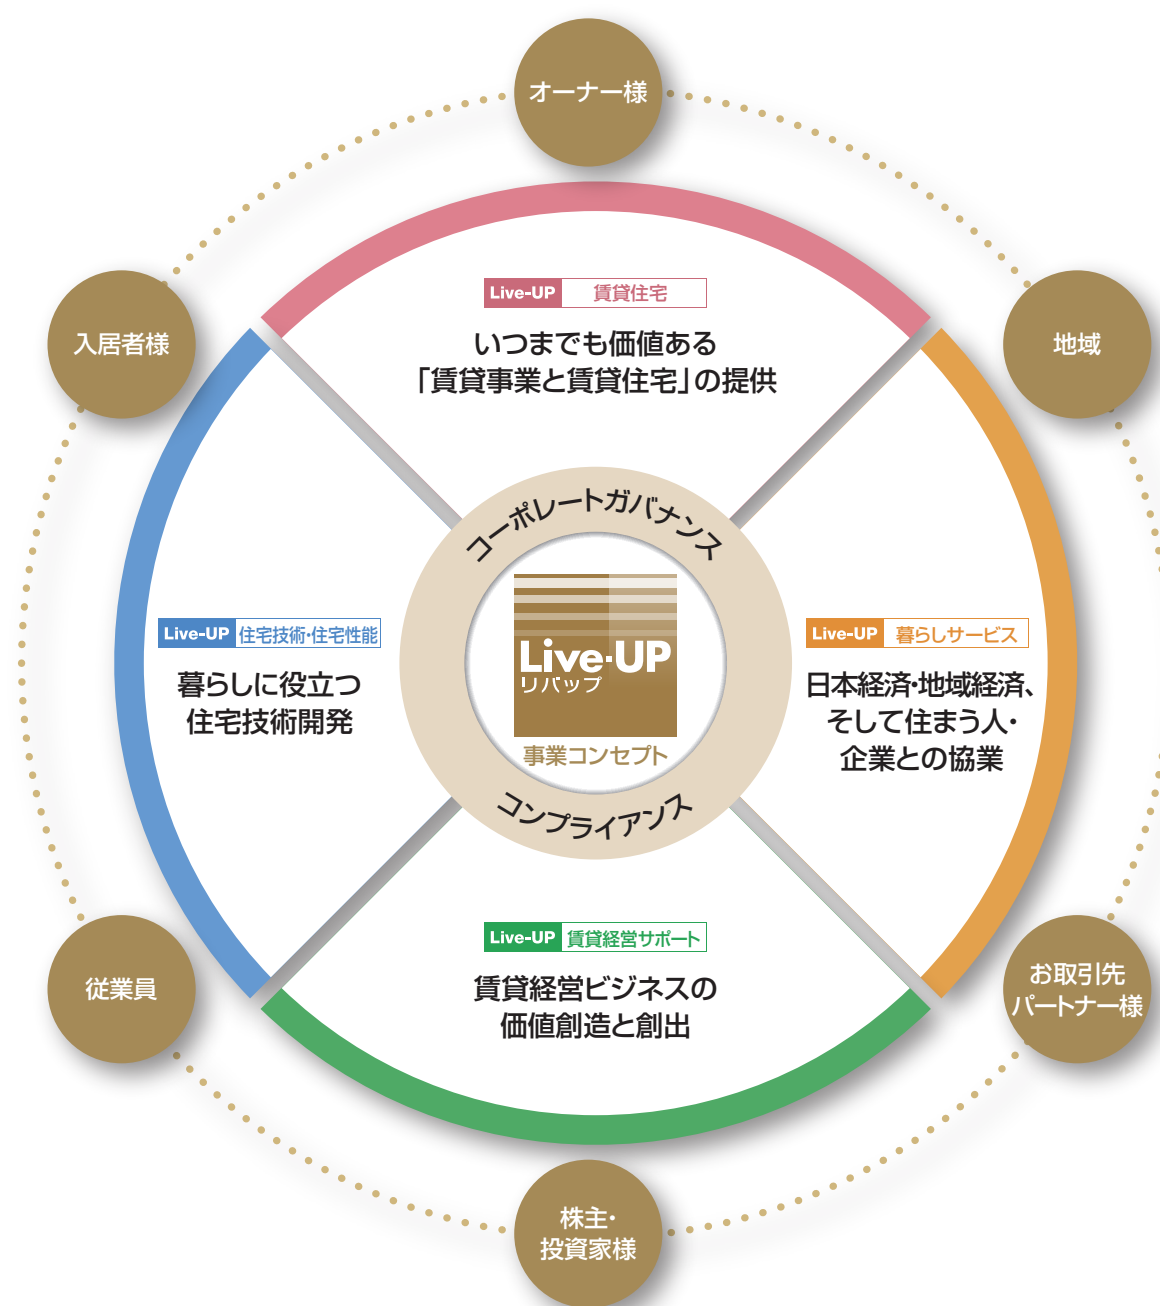 オーナー様
入居者様
地域
Live-UP 賃貸住宅
いつまでも価値ある
「賃貸事業と賃貸住宅」の提供
コーポレートガバナンス
Live-UP
リバップ
事業コンセプト
コンプライアンス
Live-UP 住宅技術・住宅性能
暮らしに役立つ
住宅技術開発
Live-UP 暮らしサービス
日本経済・地域経済、
そして住まう人・
企業との協業
Live-UP 賃貸経営サポート
賃貸経営ビジネスの
価値創造と創出
従業員
お取引先
パートナー様
株主・
投資家様